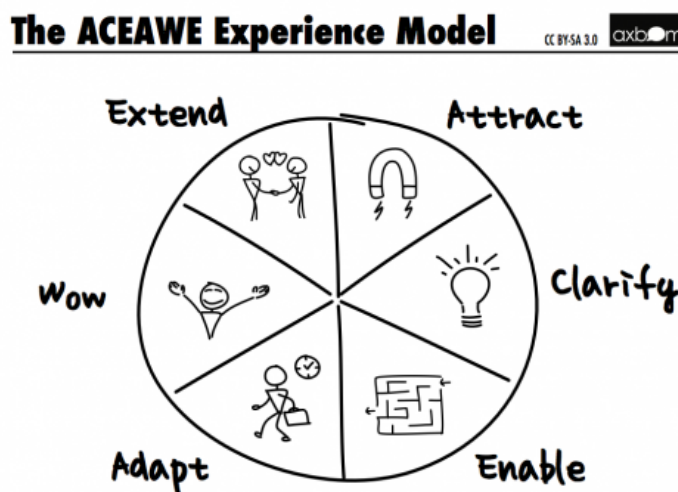 The ACEAWE Experience Model
CC BY-SA 3.0
axbom
Extend
Attract
Wow
Clarify
Adapt
Enable